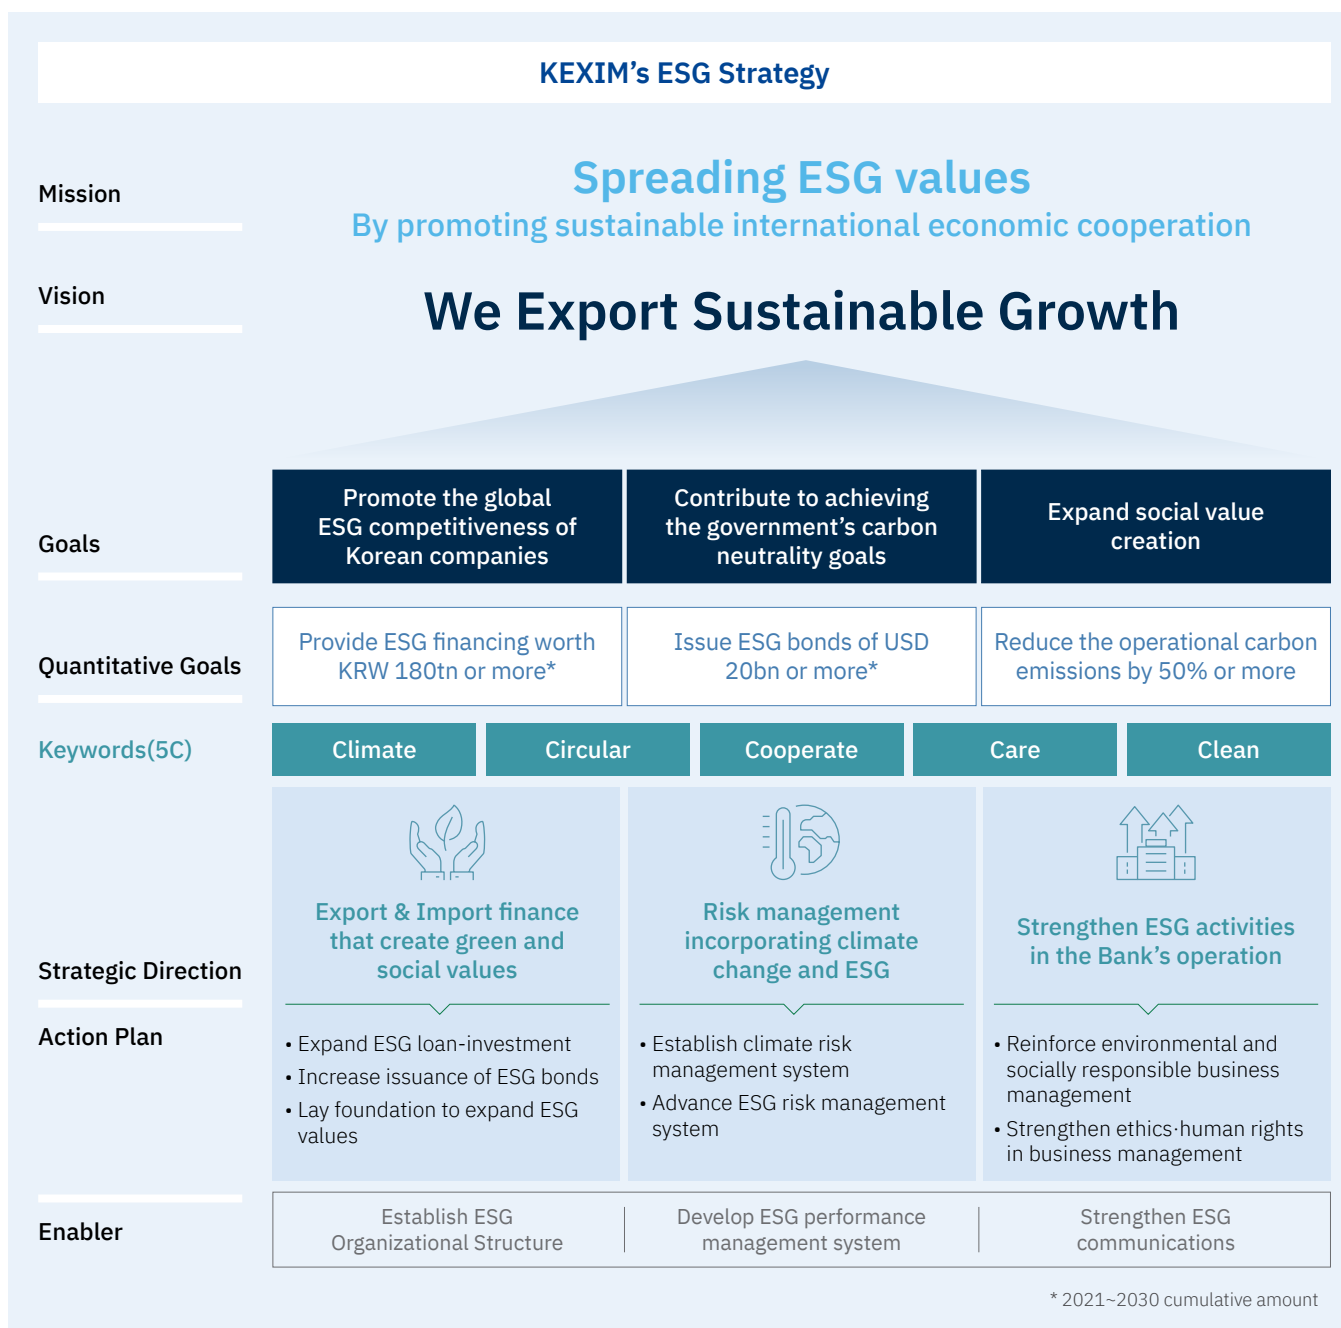 KEXIM’s ESG Strategy
Mission
Spreading ESG values
By promoting sustainable international economic cooperation
Vision
We Export Sustainable Growth
Goals
Promote the global
ESG competitiveness of
Korean companies
Contribute to achieving
the government’s carbon
neutrality goals
Expand social value
creation
Quantitative Goals
Provide ESG financing worth
KRW 180tn or more*
Issue ESG bonds of USD
20bn or more*
Reduce the operational carbon
emissions by 50% or more
Keywords(5C)
Climate
Circular
Cooperate
Care
Clean
Strategic Direction
Export & Import finance
that create green and
social values
Risk management
incorporating climate
change and ESG
Strengthen ESG activities
in the Bank’s operation
Action Plan
• Expand ESG loan-investment
• Increase issuance of ESG bonds
• Lay foundation to expand ESG
values
• Establish climate risk
management system
• Advance ESG risk management
system
• Reinforce environmental and
socially responsible business
management
• Strengthen ethics·human rights
in business management
Enabler
Establish ESG
Organizational Structure
Develop ESG performance
management system
Strengthen ESG
communications
* 2021~2030 cumulative amount